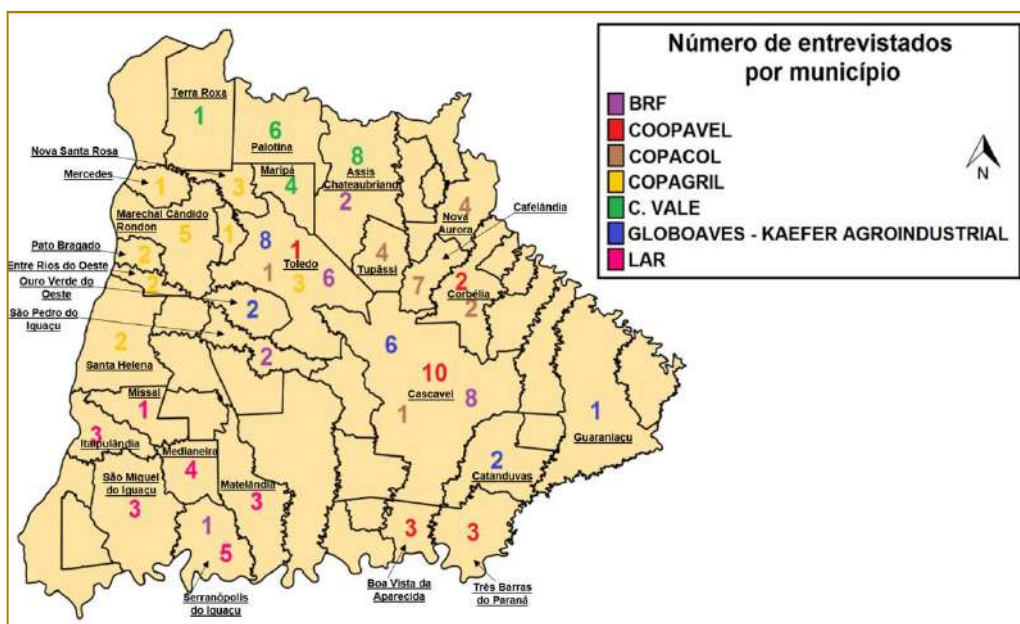 Número de entrevistados
por município
BRF
COOPAVEL
COPACOL
COPAGRIL
C. VALE
GLOBOAVES - KAEFER AGROINDUSTRIAL
LAR
N
Terra Roxa
1
6
Palotina
Nova Santa Rosa
Mercedes
1
3
Maripá
4
8
Assis
Chateaubriand
2
4
Nova
Aurora
Cafelândia
Marechal Cándido
Rondon
5
1
Pato Bragado
2
Entre Rios do Oeste
2
Ouro Verde do
Oeste
2
São Pedro do
Iguaçu
2
8
1
Toledo
1
3
6
4
Tupãssi
7
2
Corbélia
2
2
Santa Helena
6
10
Cascavel
8
1
1
Guaraniaçu
Missal
1
3
Itaipulândia
Medianeira
4
São Miguel
do Iguaçu
3
Matelândia
3
2
Catanduvas
1
5
Serranópolis
do Iguaçu
3
Boa Vista da
Aparecida
3
Três Barras
do Paraná